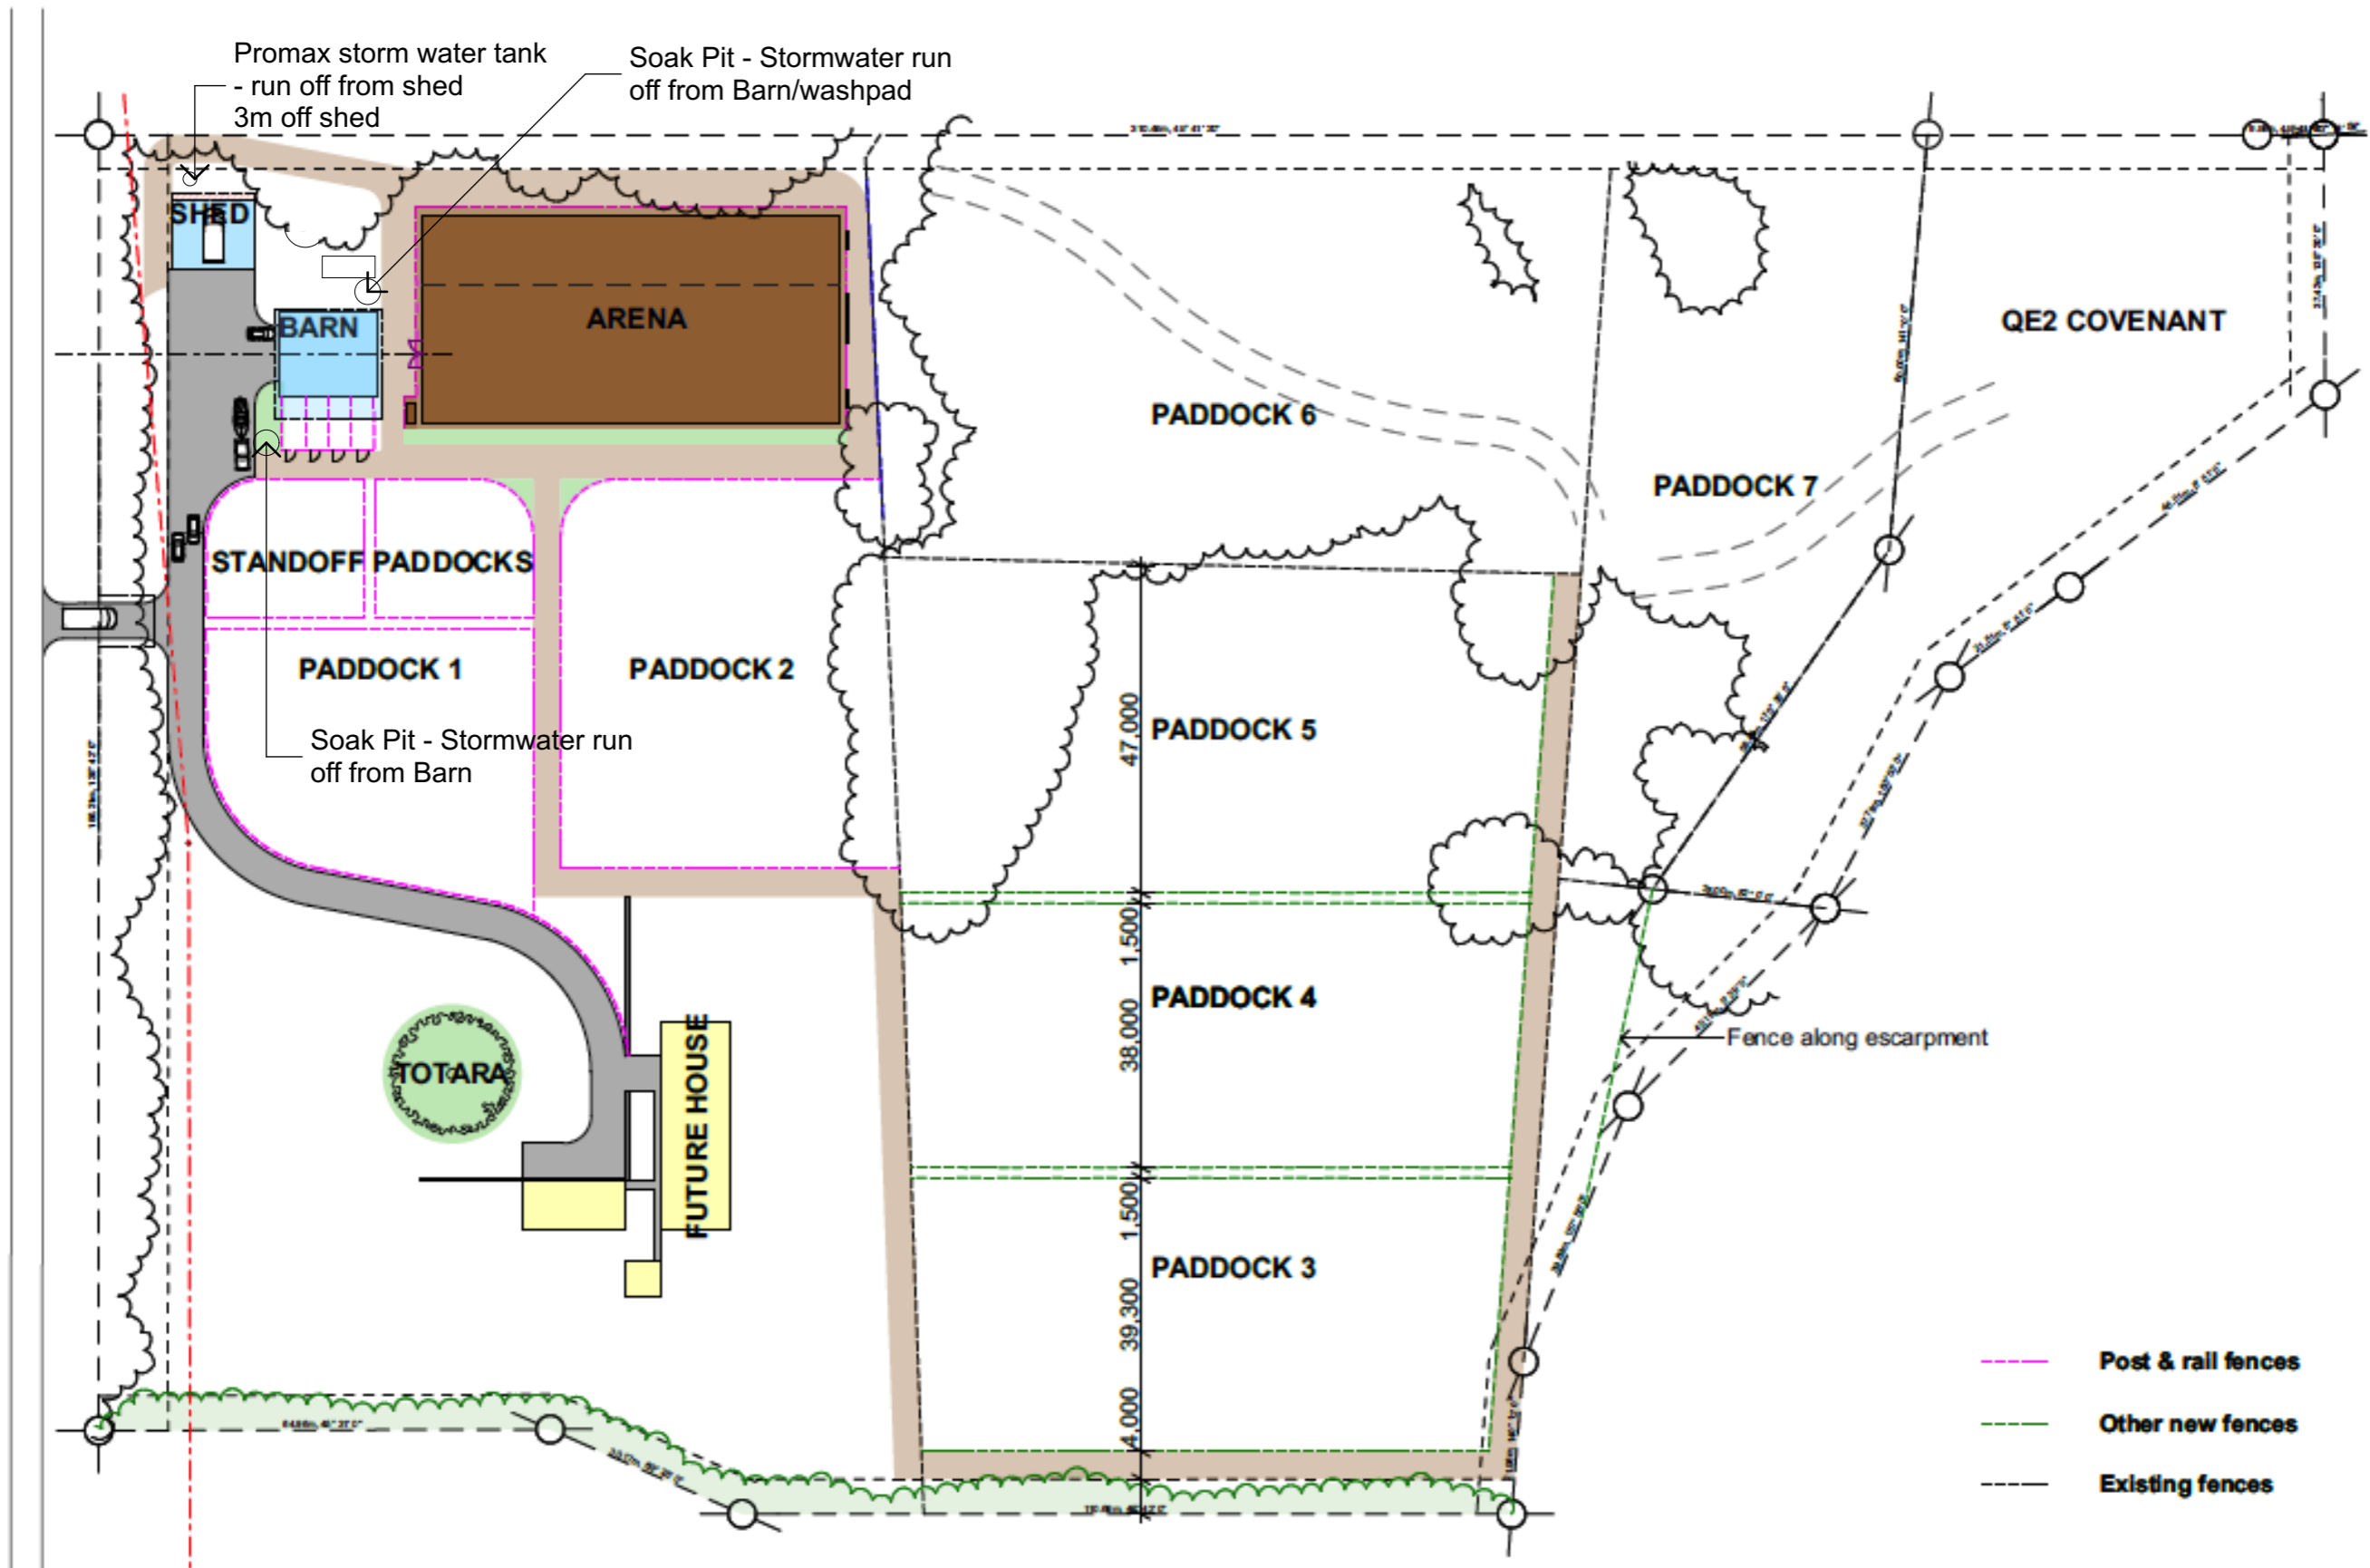 Promax storm water tank
- run off from shed
3m off shed
Soak Pit - Stormwater run
off from Barn/washpad
SHED
BARN
ARENA
QE2 COVENANT
PADDOCK 6
PADDOCK 7
STANDOFF PADDOCKS
PADDOCK 1
PADDOCK 2
Soak Pit - Stormwater run
off from Barn
PADDOCK 5
47,000
1,500
PADDOCK 4
38,000
Fence along escarpment
TOTARA
FUTURE HOUSE
1,500
PADDOCK 3
39,300
4,000
Post & rail fences
Other new fences
Existing fences